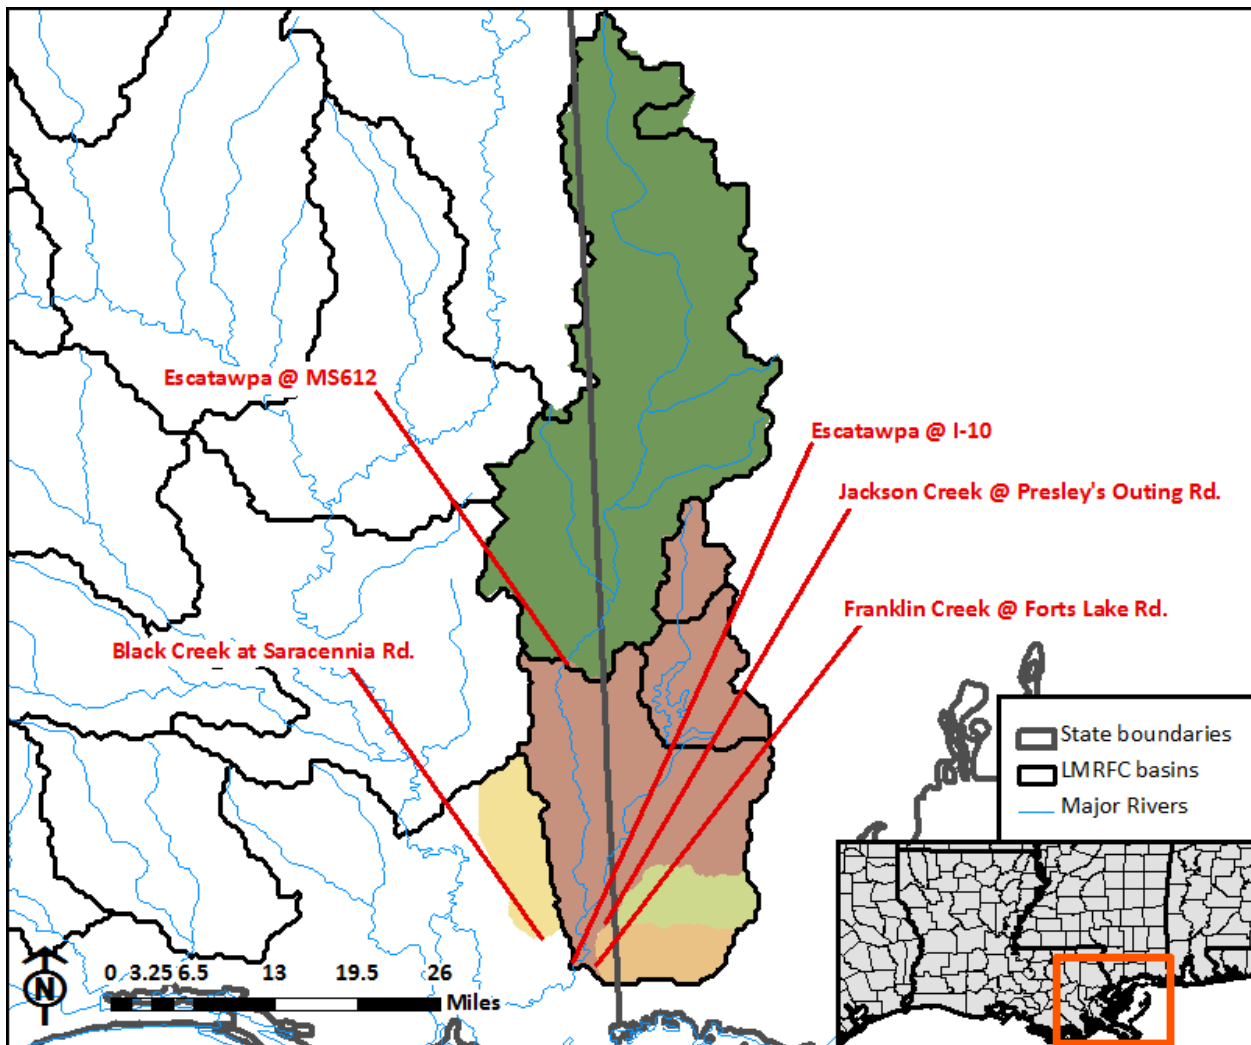 Escatawpa @ MS612
Escatawpa @ I-10
Jackson Creek @ Presley's Outing Rd.
Franklin Creek @ Forts Lake Rd.
Black Creek at Saracennia Rd.
State boundaries
LMRFC basins
Major Rivers
0 3.25 6.5 13 19.5 26
Miles
N